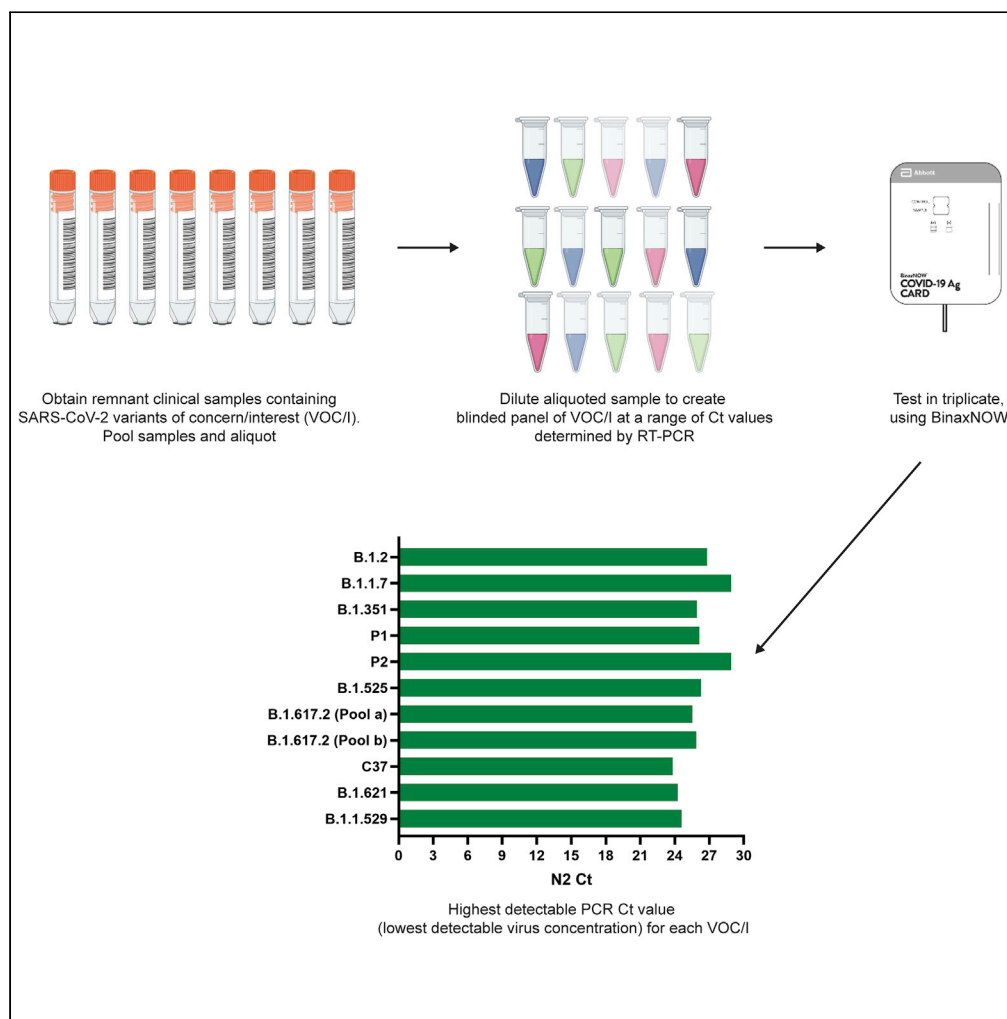 Abbott
CONTROL
SAMPLE
BinaxNOW™
COVID-19 Ag
CARD
Obtain remnant clinical samples containing
SARS-CoV-2 variants of concern/interest (VOC/I).
Pool samples and aliquot
Dilute aliquoted sample to create
blinded panel of VOC/I at a range of Ct values
determined by RT-PCR
Test in triplicate,
using BinaxNOW
B.1.2
B.1.1.7
B.1.351
P1
P2
B.1.525
B.1.617.2 (Pool a)
B.1.617.2 (Pool b)
C37
B.1.621
B.1.1.529
0 3 6 9 12 15 18 21 24 27 30
N2 Ct
Highest detectable PCR Ct value
(lowest detectable virus concentration) for each VOC/I